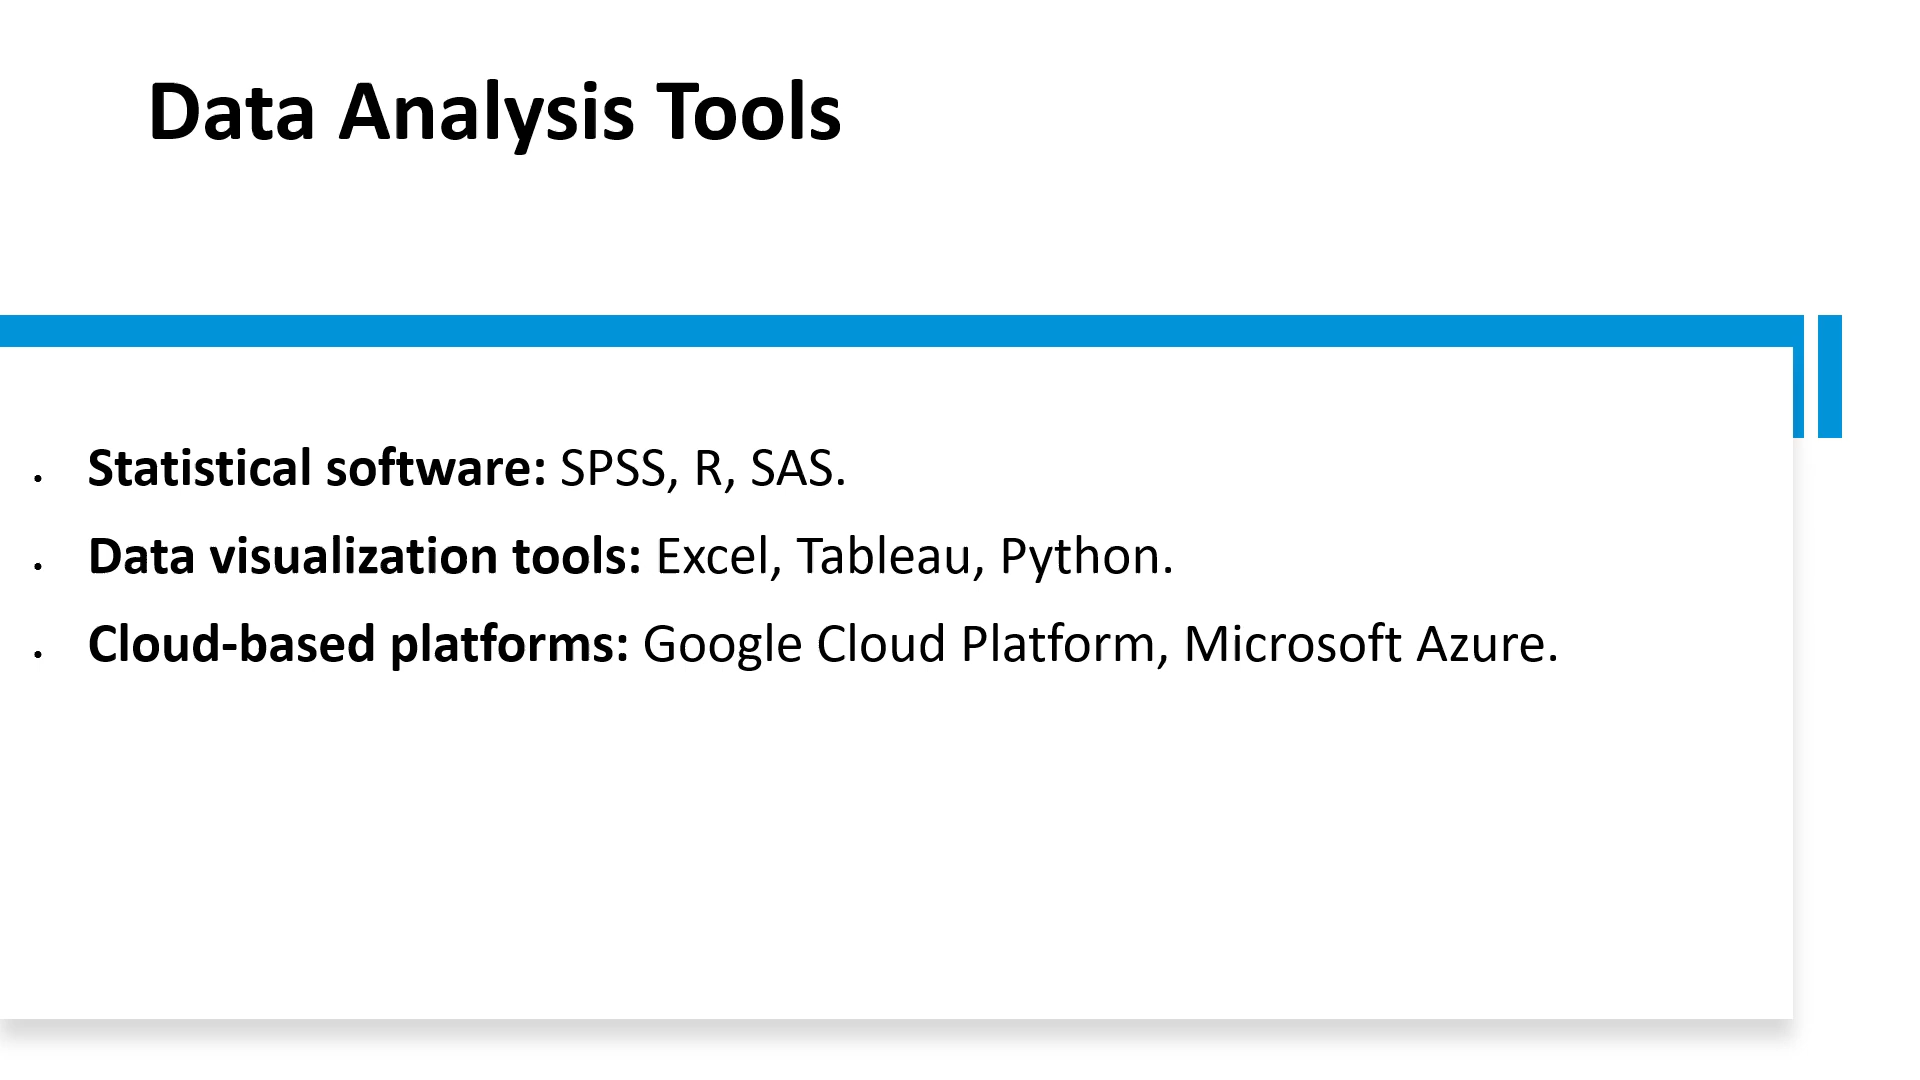 Data Analysis Tools
• Statistical software: SPSS, R, SAS.
• Data visualization tools: Excel, Tableau, Python.
• Cloud-based platforms: Google Cloud Platform, Microsoft Azure.